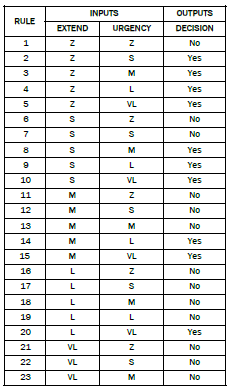 RULE INPUTS OUTPUTS
EXTEND URGENCY DECISION
1 Z Z No
2 Z S Yes
3 Z M Yes
4 Z L Yes
5 Z VL Yes
6 S Z No
7 S S No
8 S M Yes
9 S L Yes
10 S VL Yes
11 M Z No
12 M S No
13 M M No
14 M L Yes
15 M VL Yes
16 L Z No
17 L S No
18 L M No
19 L L No
20 L VL Yes
21 VL Z No
22 VL S No
23 VL M No